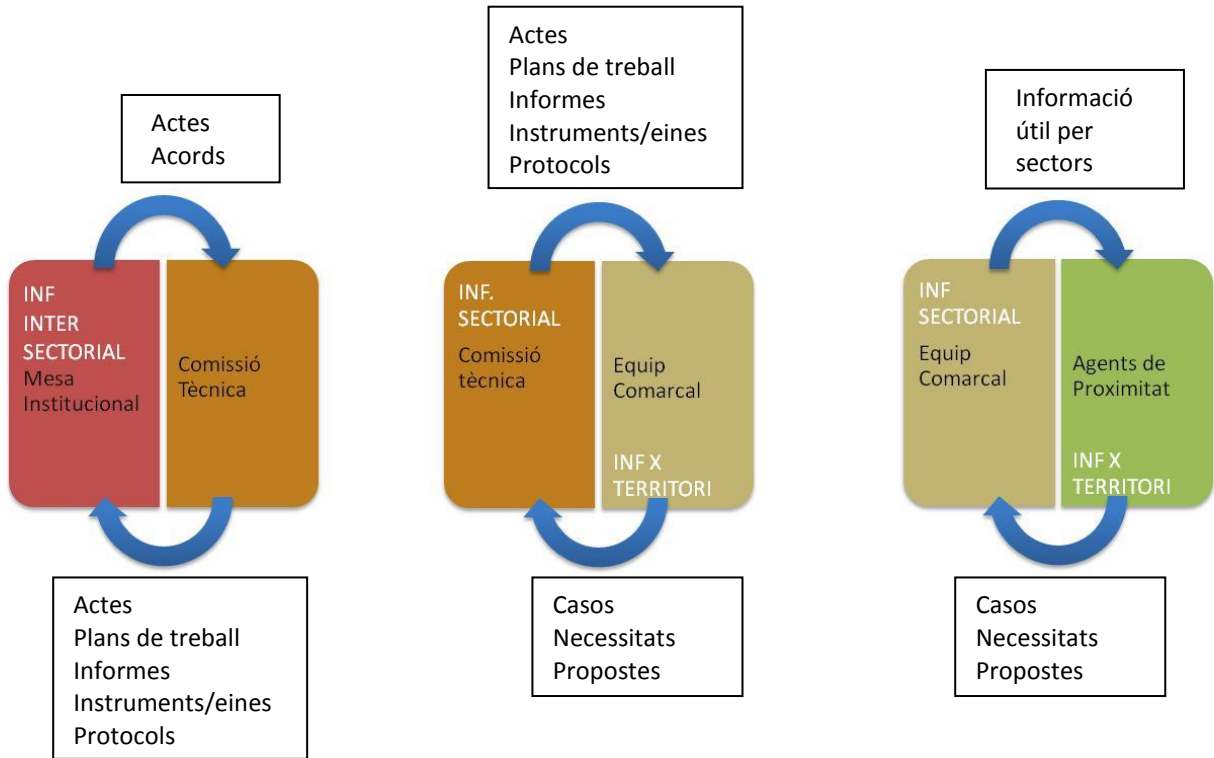 Actes
Acords
INF
INTER
SECTORIAL
Mesa
Institucional
Comissió
Tècnica
Actes
Plans de treball
Informes
Instruments/eines
Protocols
Actes
Plans de treball
Informes
Instruments/eines
Protocols
INF.
SECTORIAL
Comissió
tècnica
Equip
Comarcal
INF X
TERRITORI
Casos
Necessitats
Propostes
Informació
útil per
sectors
INF
SECTORIAL
Equip
Comarcal
Agents de
Proximitat
INF X
TERRITORI
Casos
Necessitats
Propostes